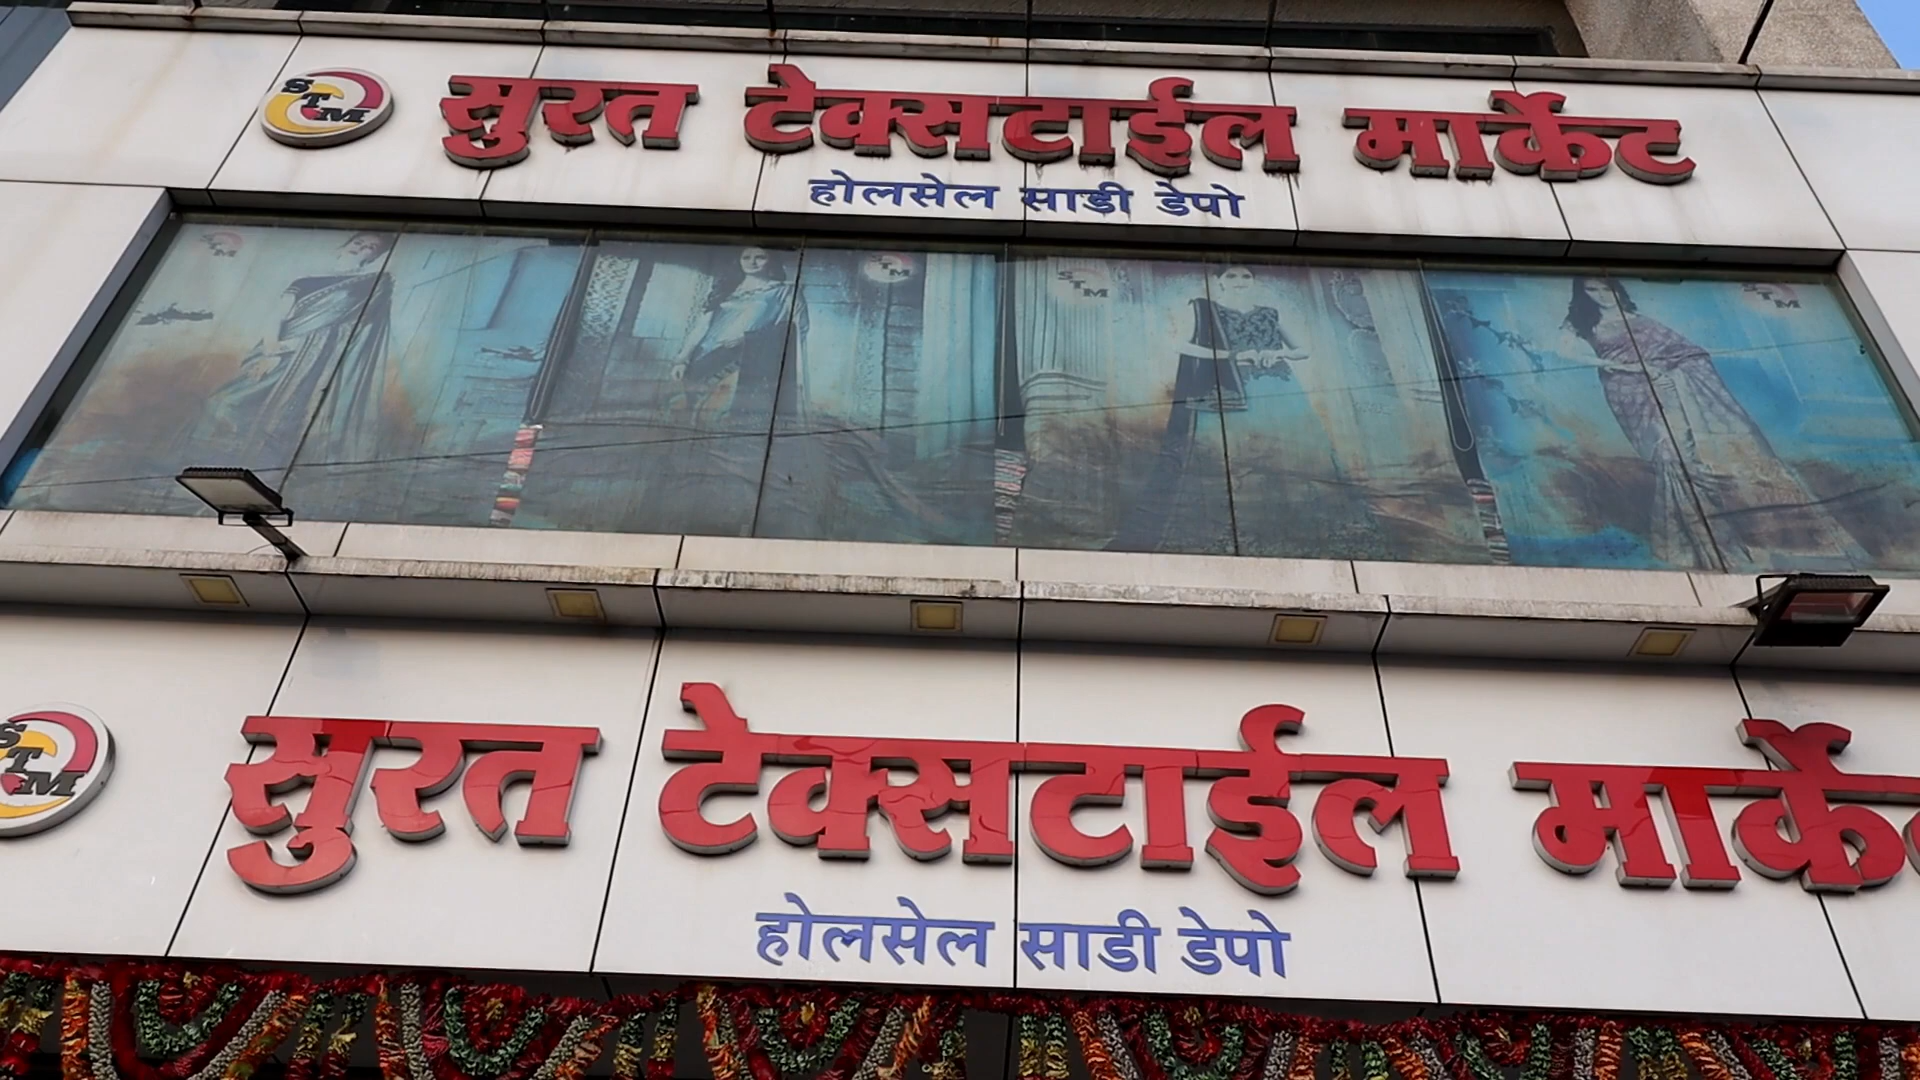 STM
सुरत टेक्सटाईल मार्केट
होलसेल साडी डेपो
STM
STM
STM
STM
STM
सुरत टेक्सटाईल मार्के
होलसेल साडी डेपो